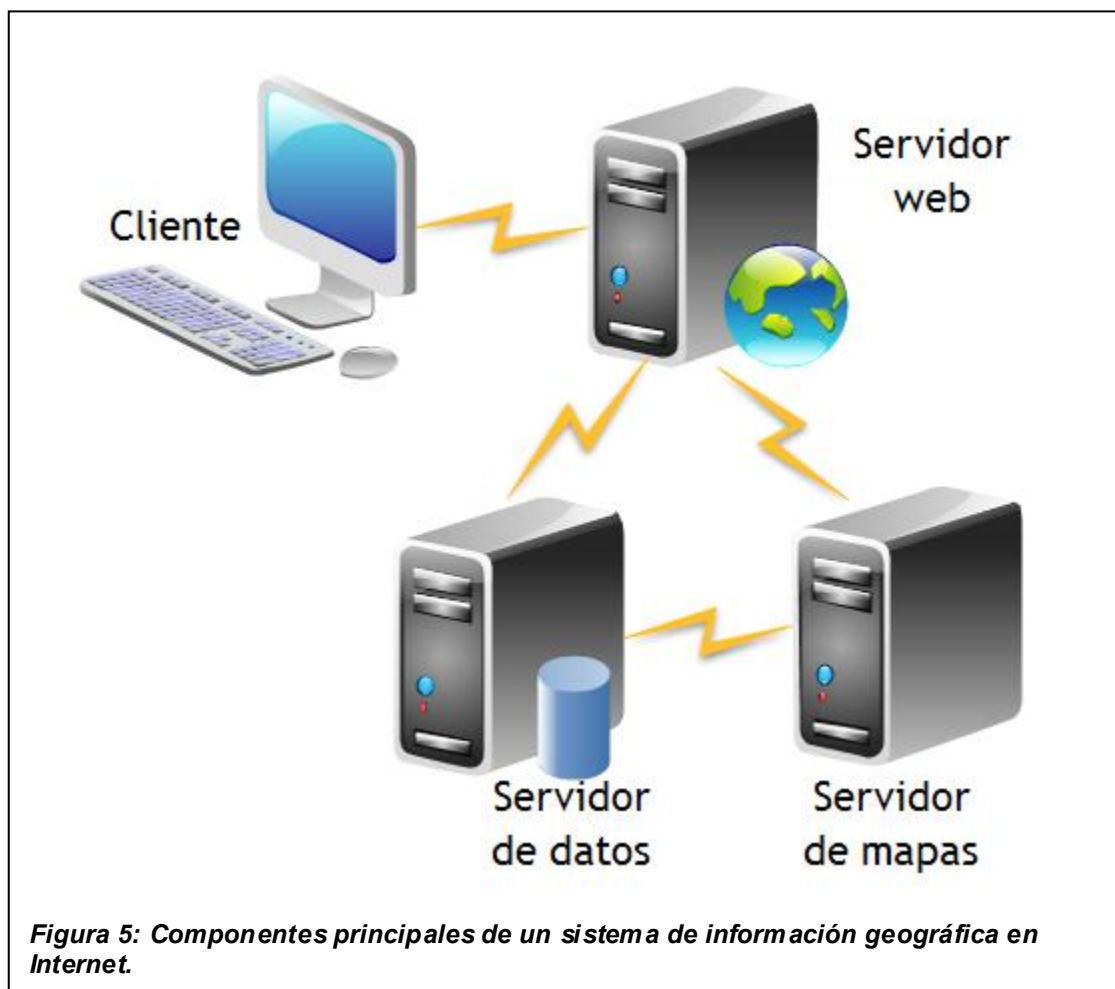 Cliente
Servidor
web
Servidor
de datos
Servidor
de mapas
Figura 5: Componentes principales de un sistema de información geográfica en
Internet.